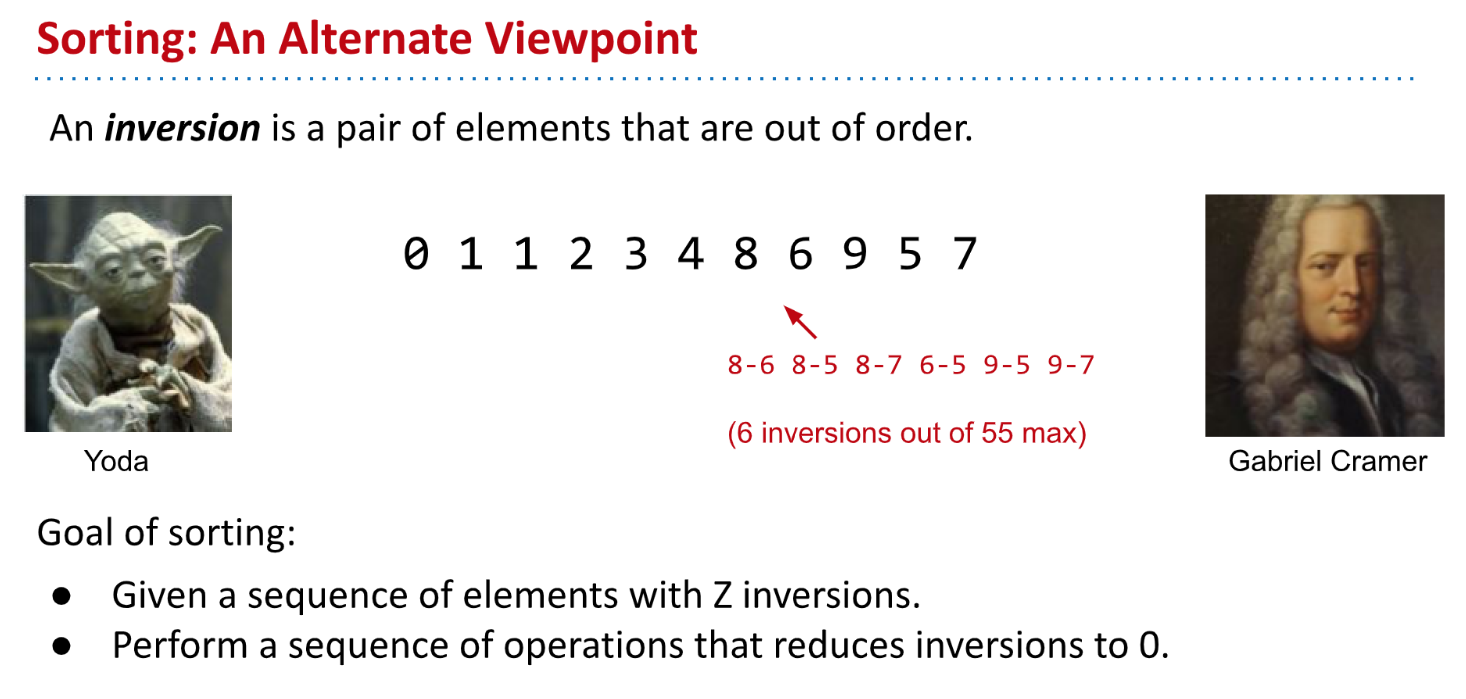 Sorting: An Alternate Viewpoint
An inversion is a pair of elements that are out of order.
0 1 1 2 3 4 8 6 9 5 7
8-6 8-5 8-7 6-5 9-5 9-7
(6 inversions out of 55 max)
Yoda
Gabriel Cramer
Goal of sorting:
● Given a sequence of elements with Z inversions.
● Perform a sequence of operations that reduces inversions to 0.